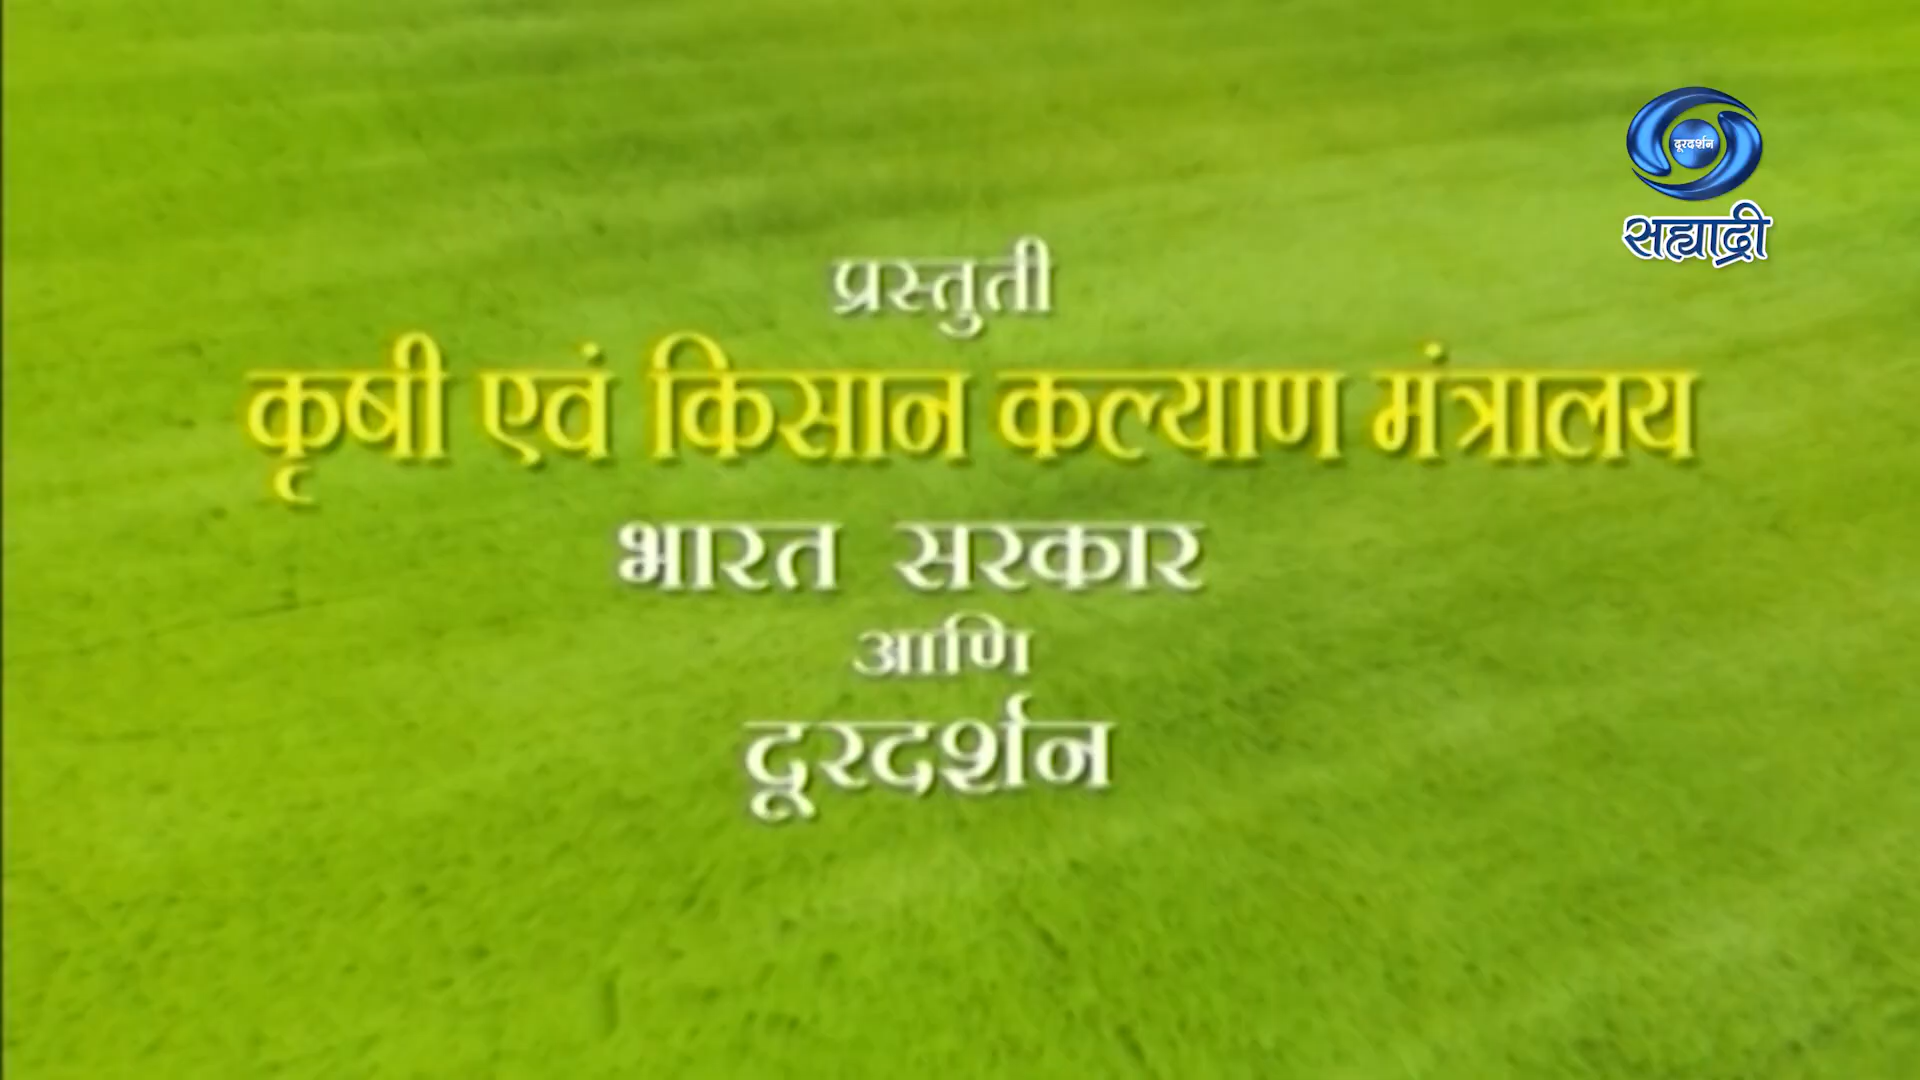 दूरदर्शन
सह्याद्री
प्रस्तुती
कृषी एवं किसान कल्याण मंत्रालय
भारत सरकार
आणि
दूरदर्शन